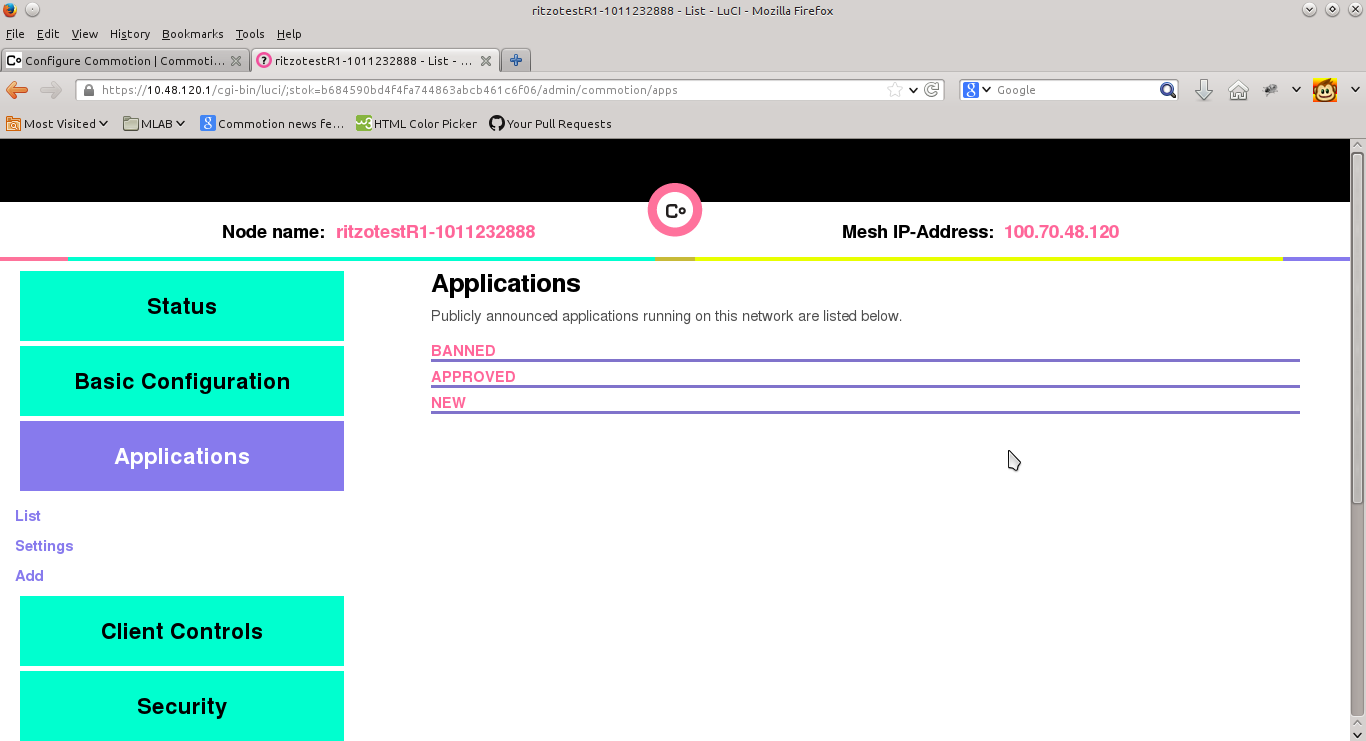 ritzotestR1-1011232888 - List - LuCI - Mozilla Firefox
File Edit View History Bookmarks Tools Help
Configure Commotion | Commoti... ritzotestR1-1011232888 - List - ...
https://10.48.120.1/cgi-bin/luci/;stok=b684590bd4f4fa744863abcb461c6f06/admin/commotion/apps Google
Most Visited MLAB Commotion news fe... HTML Color Picker Your Pull Requests
Node name: ritzotestR1-1011232888 Mesh IP-Address: 100.70.48.120
Status
Basic Configuration
Applications
List
Settings
Add
Client Controls
Security
Applications
Publicly announced applications running on this network are listed below.
BANNED
APPROVED
NEW